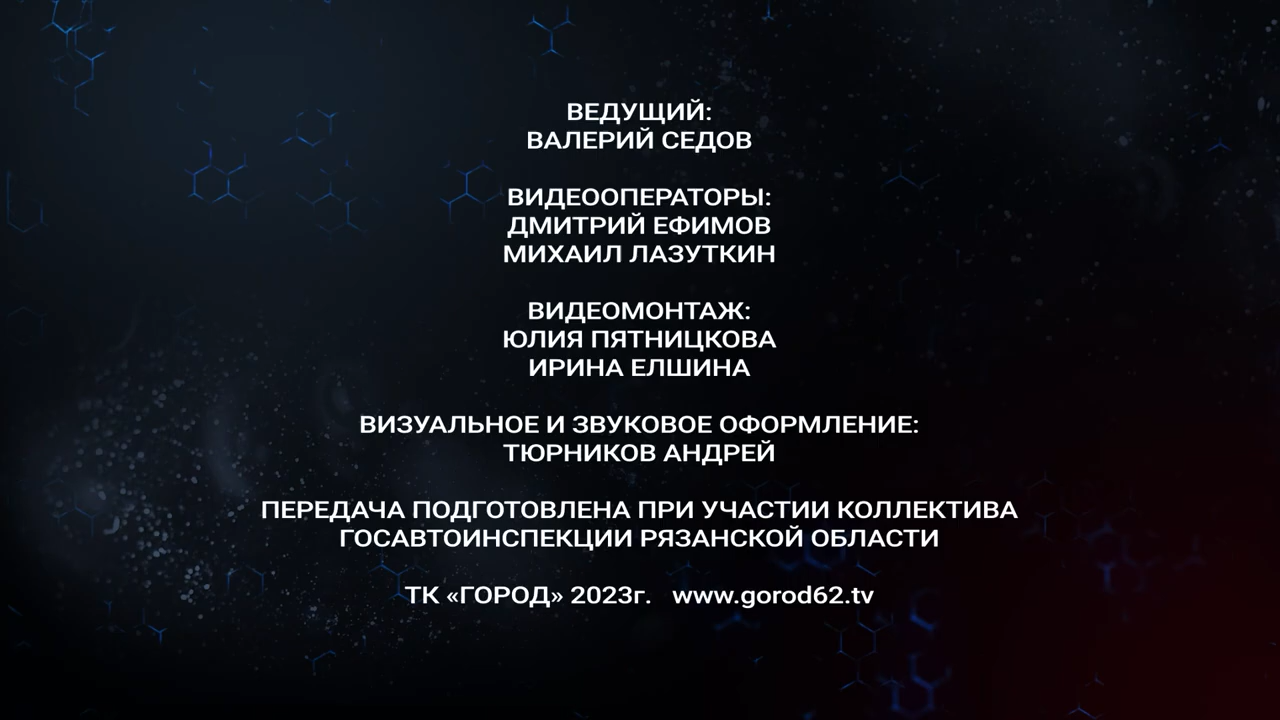 ВЕДУЩИЙ:
ВАЛЕРИЙ СЕДОВ
ВИДЕООПЕРАТОРЫ:
ДМИТРИЙ ЕФИМОВ
МИХАИЛ ЛАЗУТКИН
ВИДЕОМОНТАЖ:
ЮЛИЯ ПЯТНИЦКОВА
ИРИНА ЕЛШИНА
ВИЗУАЛЬНОЕ И ЗВУКОВОЕ ОФОРМЛЕНИЕ:
ТЮРНИКОВ АНДРЕЙ
ПЕРЕДАЧА ПОДГОТОВЛЕНА ПРИ УЧАСТИИ КОЛЛЕКТИВА
ГОСАВТОИНСПЕКЦИИ РЯЗАНСКОЙ ОБЛАСТИ
ТК «ГОРОД» 2023г. www.gorod62.tv